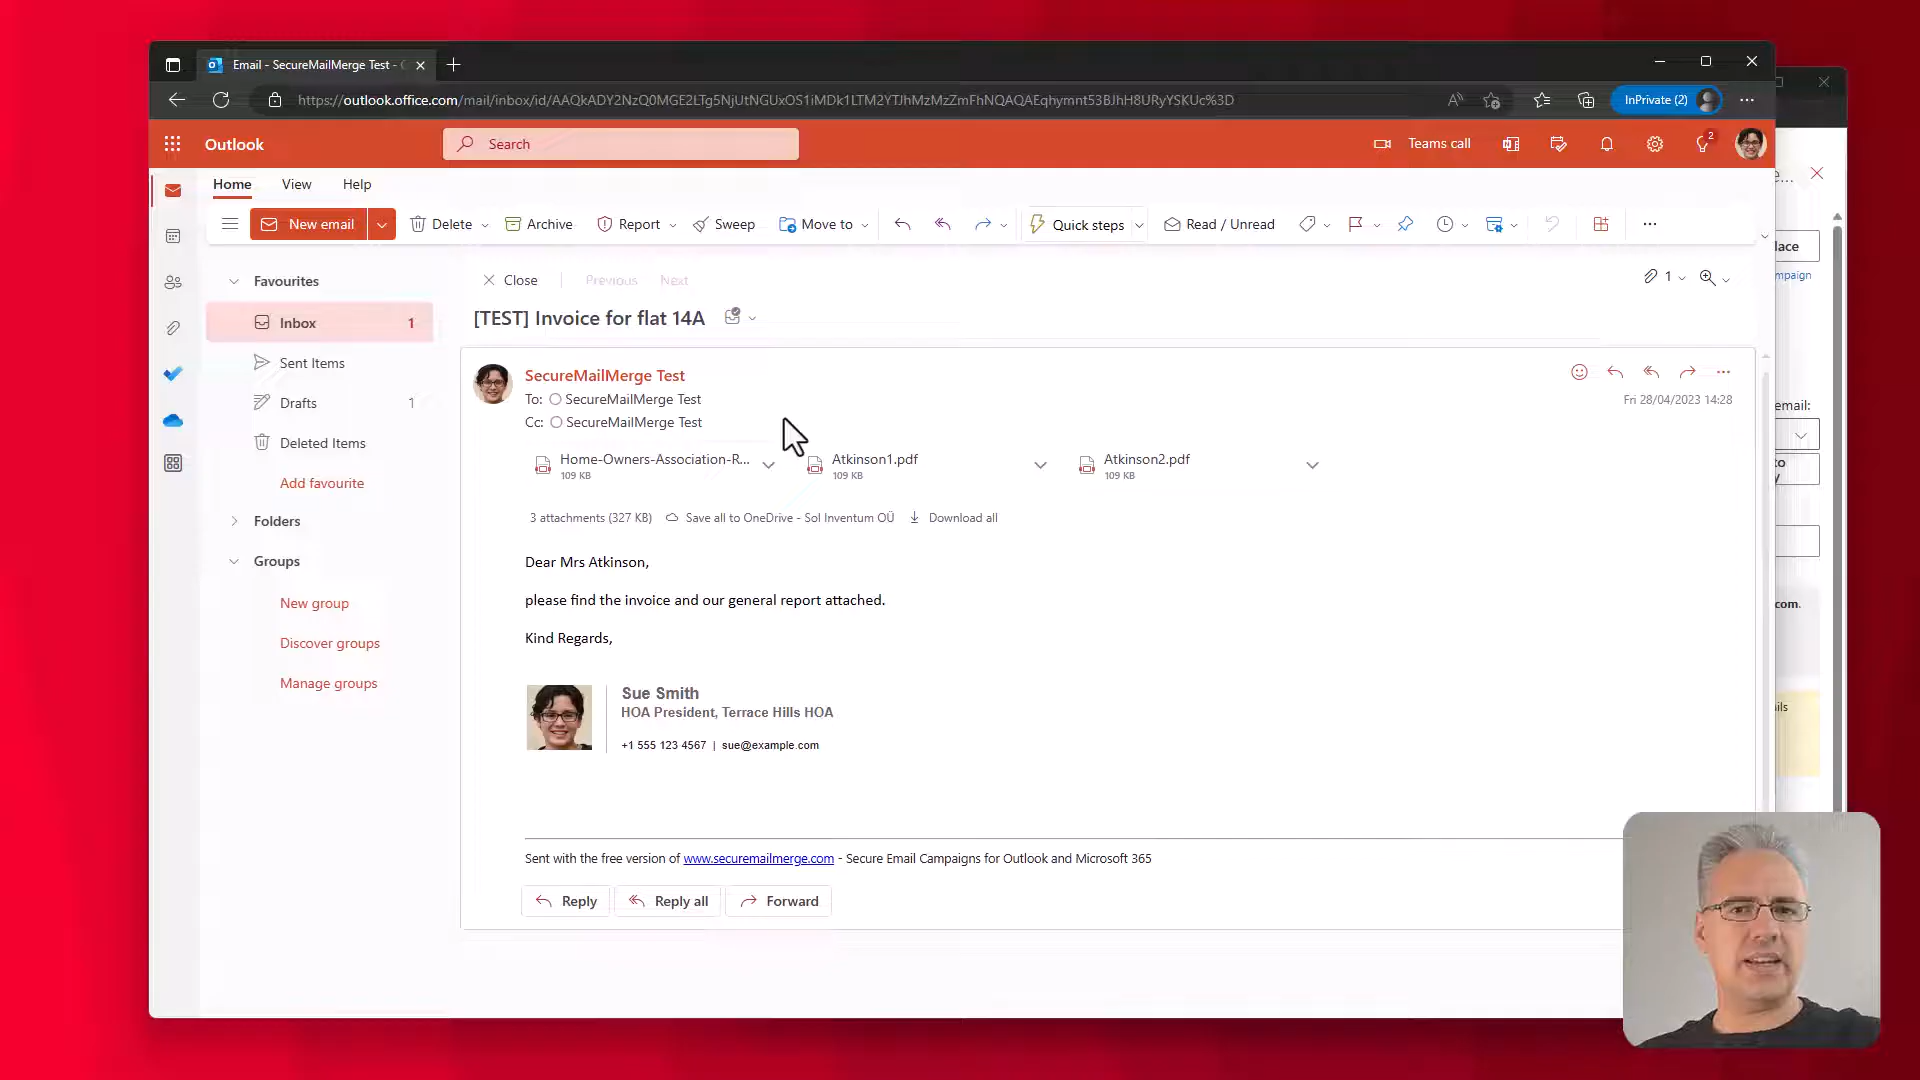 Email - SecureMailMerge Test -
https://outlook.office.com/mail/inbox/id/AAQkADY2NzQ0MGE2LTg5NjUtNGUxOS1iMDk1LTM2YTJhMzMzZmFhNQAQAEqhymnt53BJhH8URyYSKUc%3D
InPrivate (2)
Outlook
Search
Teams call
2
Home View Help
New email Delete Archive Report Sweep Move to Quick steps Read / Unread
Favourites
Inbox 1
Sent Items
Drafts 1
Deleted Items
Add favourite
Folders
Groups
New group
Discover groups
Manage groups
Close Previous Next
1
[TEST] Invoice for flat 14A
SecureMailMerge Test
To: SecureMailMerge Test
Cc: SecureMailMerge Test
Fri 28/04/2023 14:28
Home-Owners-Association-R... Atkinson1.pdf Atkinson2.pdf
109 KB 109 KB 109 KB
3 attachments (327 KB) Save all to OneDrive - Sol Inventum OÜ Download all
Dear Mrs Atkinson,
please find the invoice and our general report attached.
Kind Regards,
Sue Smith
HOA President, Terrace Hills HOA
+1 555 123 4567 | sue@example.com
Sent with the free version of www.securemailmerge.com - Secure Email Campaigns for Outlook and Microsoft 365
Reply Reply all Forward
lace
mpaign
email:
to
y
com.
ils